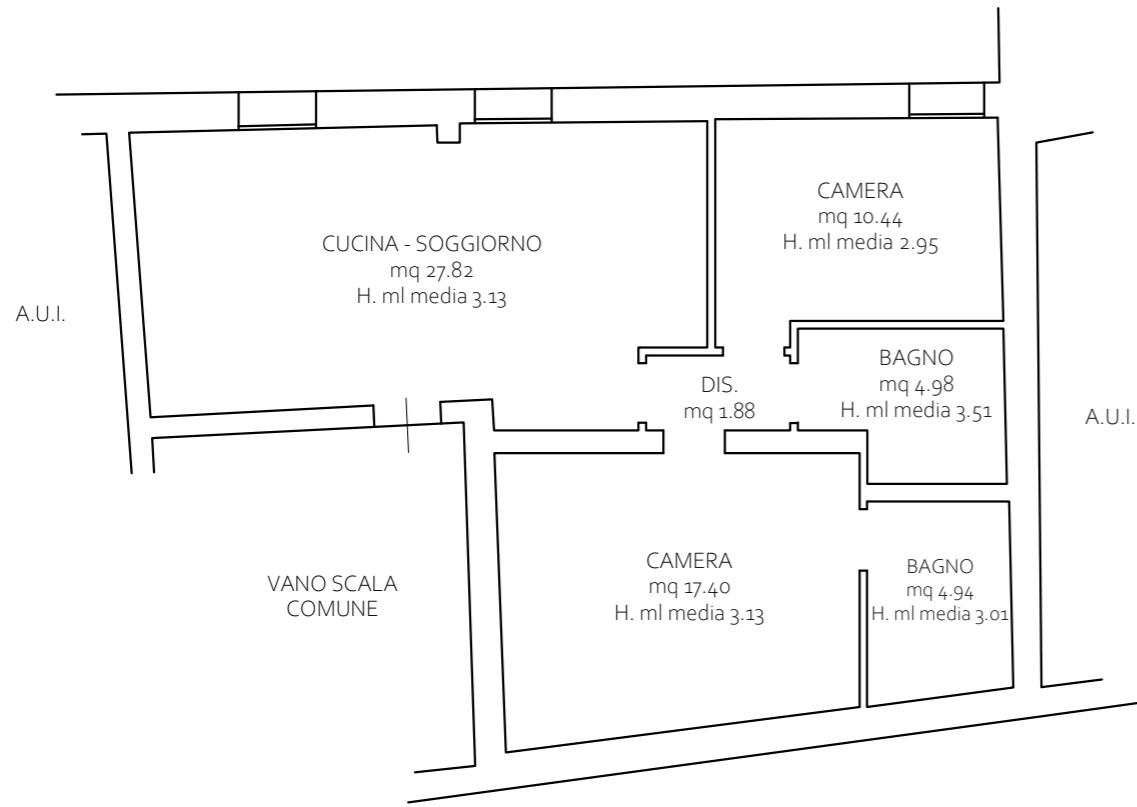 CAMERA
mq 10.44
H. ml media 2.95
CUCINA - SOGGIORNO
mq 27.82
H. ml media 3.13
A.U.I.
BAGNO
mq 4.98
H. ml media 3.51
DIS.
mq 1.88
A.U.I.
CAMERA
mq 17.40
H. ml media 3.13
BAGNO
mq 4.94
H. ml media 3.01
VANO SCALA
COMUNE